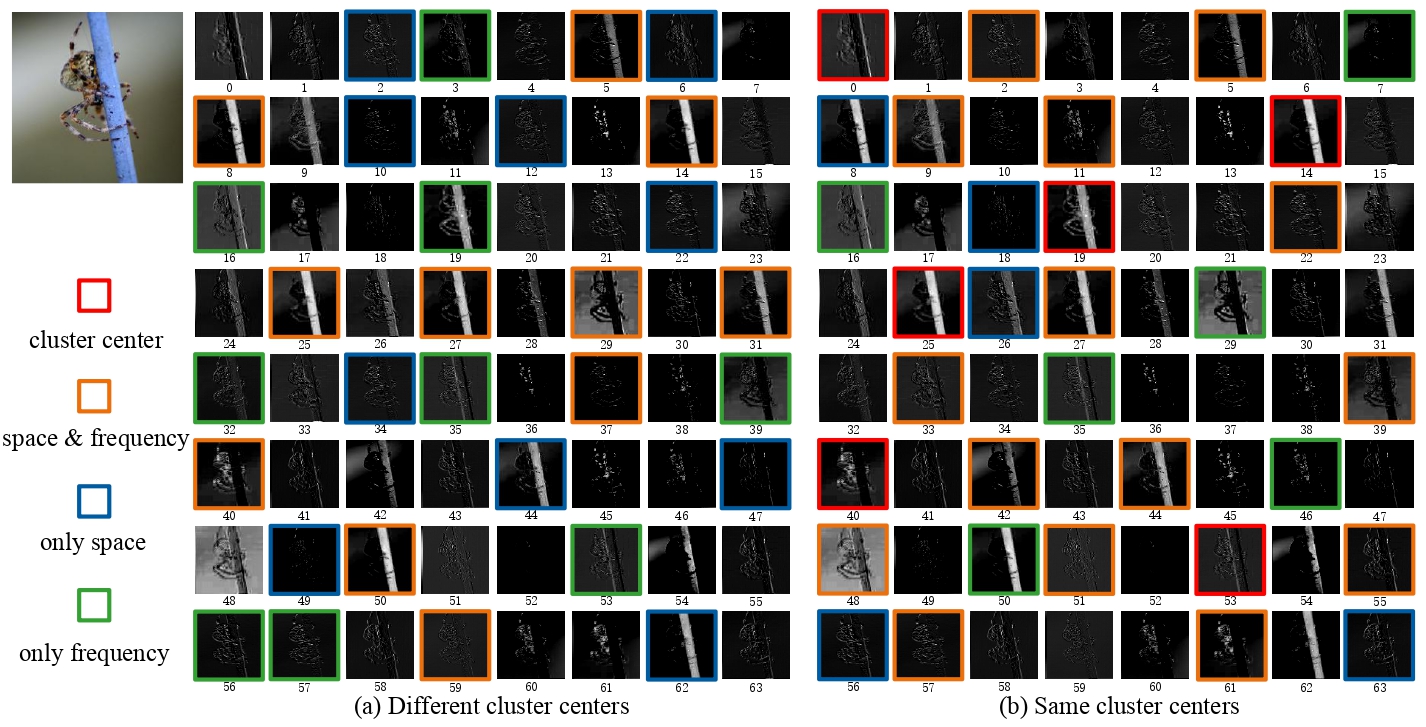 0 1 2 3 4 5 6 7 0 1 2 3 4 5 6 7
8 9 10 11 12 13 14 15 8 9 10 11 12 13 14 15
16 17 18 19 20 21 22 23 16 17 18 19 20 21 22 23
cluster center
24 25 26 27 28 29 30 31 24 25 26 27 28 29 30 31
space & frequency
32 33 34 35 36 37 38 39 32 33 34 35 36 37 38 39
40 41 42 43 44 45 46 47 40 41 42 43 44 45 46 47
only space
48 49 50 51 52 53 54 55 48 49 50 51 52 53 54 55
only frequency
56 57 58 59 60 61 62 63 56 57 58 59 60 61 62 63
(a) Different cluster centers
(b) Same cluster centers